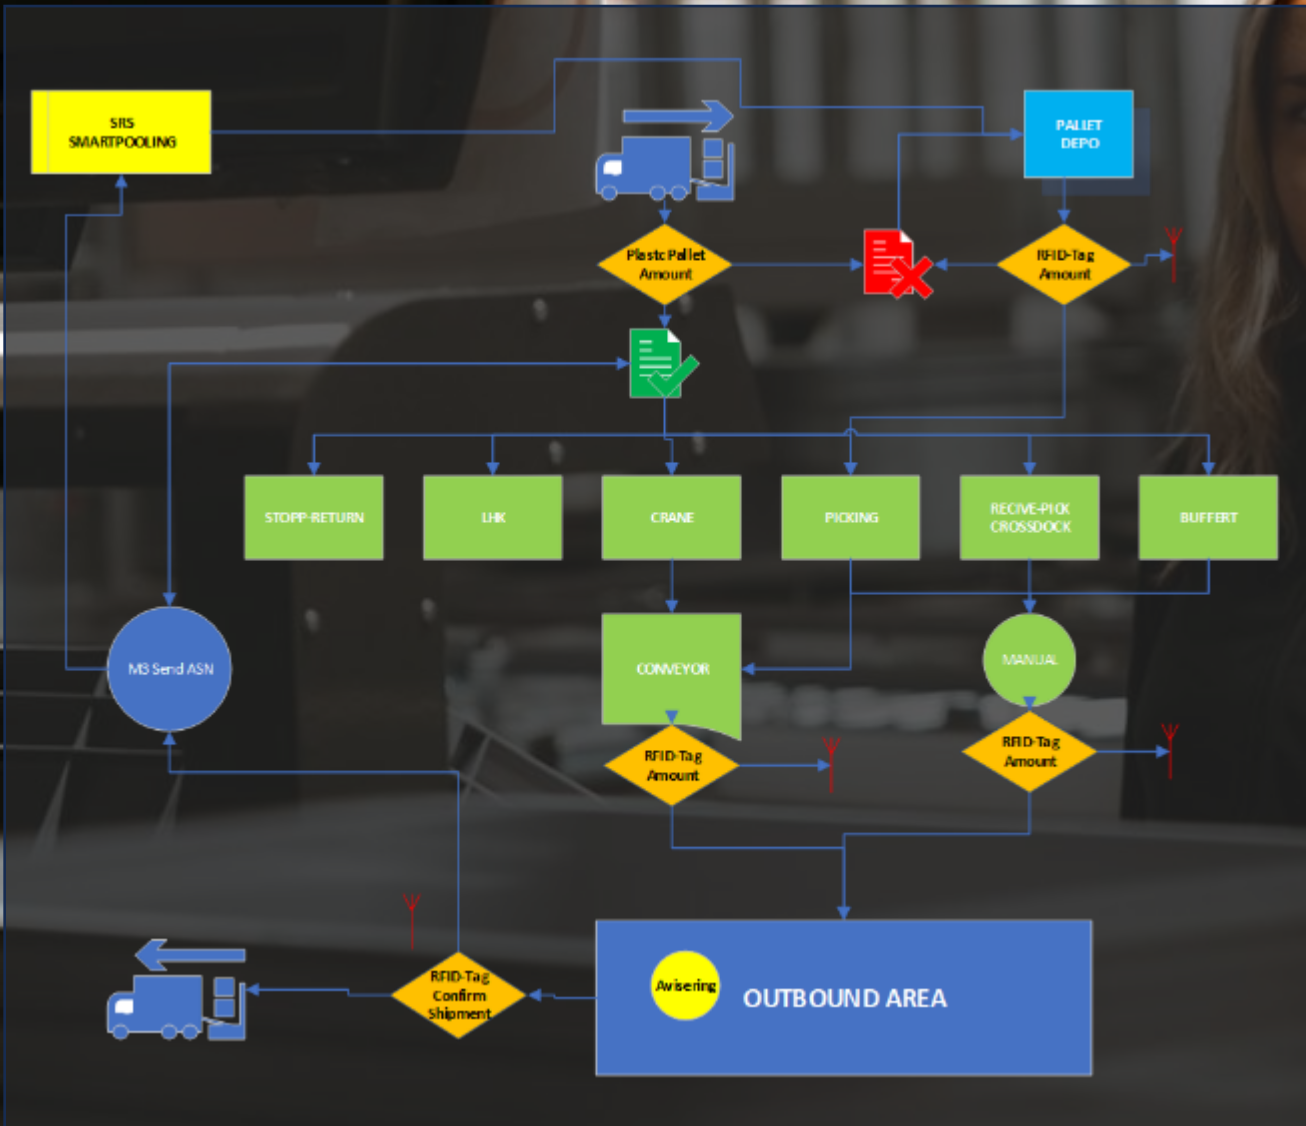 SRS
SMARTPOOLING
PALLET
DEPO
Plastc Pallet
Amount
RFID-Tag
Amount
STOPP-RETURN
LHK
CRANE
PICKING
RECIVE-PICK
CROSSDOCK
BUFFERT
M3 Send ASN
CONVEYOR
MANUAL
RFID-Tag
Amount
RFID-Tag
Amount
RFID-Tag
Confirm
Shipment
Avisering
OUTBOUND AREA